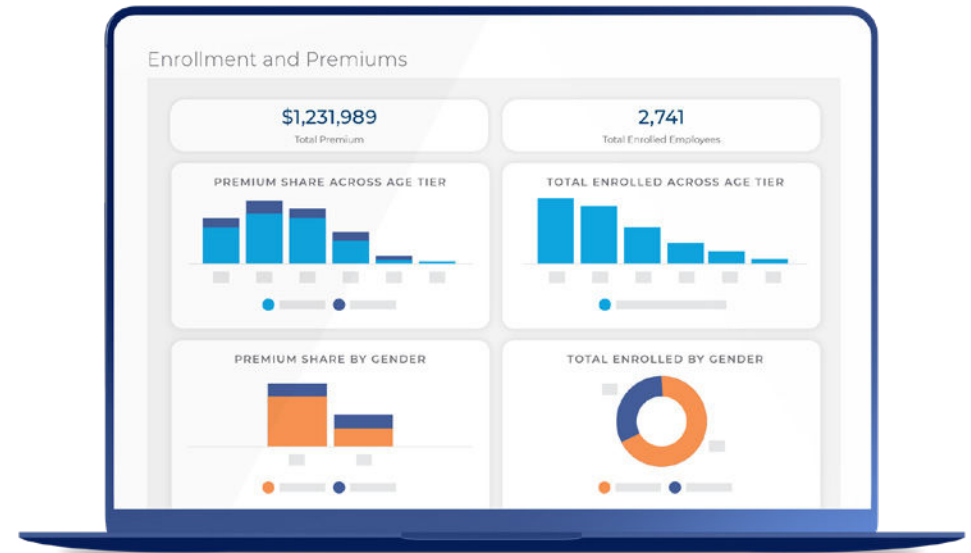 Enrollment and Premiums
$1,231,989
Total Premium
2,741
Total Enrolled Employees
PREMIUM SHARE ACROSS AGE TIER
TOTAL ENROLLED ACROSS AGE TIER
PREMIUM SHARE BY GENDER
TOTAL ENROLLED BY GENDER